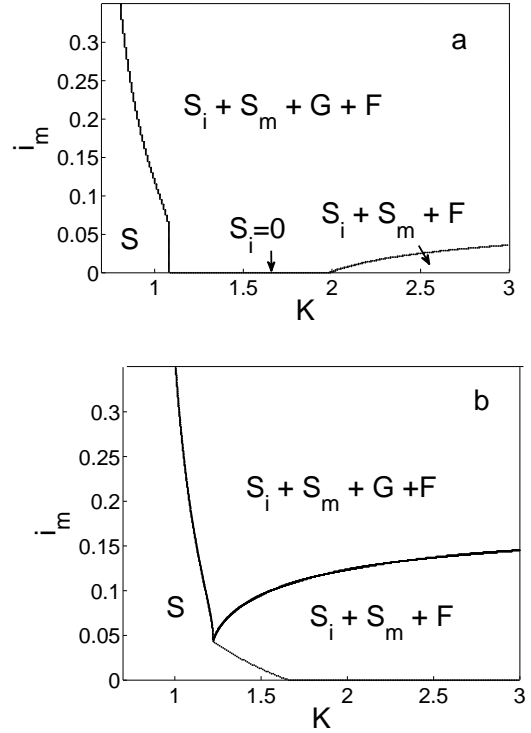 a
0.3
0.25
0.2
0.15
0.1
0.05
0
i_m
S_i + S_m + G + F
S
S_i=0
S_i + S_m + F
1 1.5 2 2.5 3
K
b
0.3
0.25
0.2
0.15
0.1
0.05
0
i_m
S_i + S_m + G +F
S
S_i + S_m + F
1 1.5 2 2.5 3
K